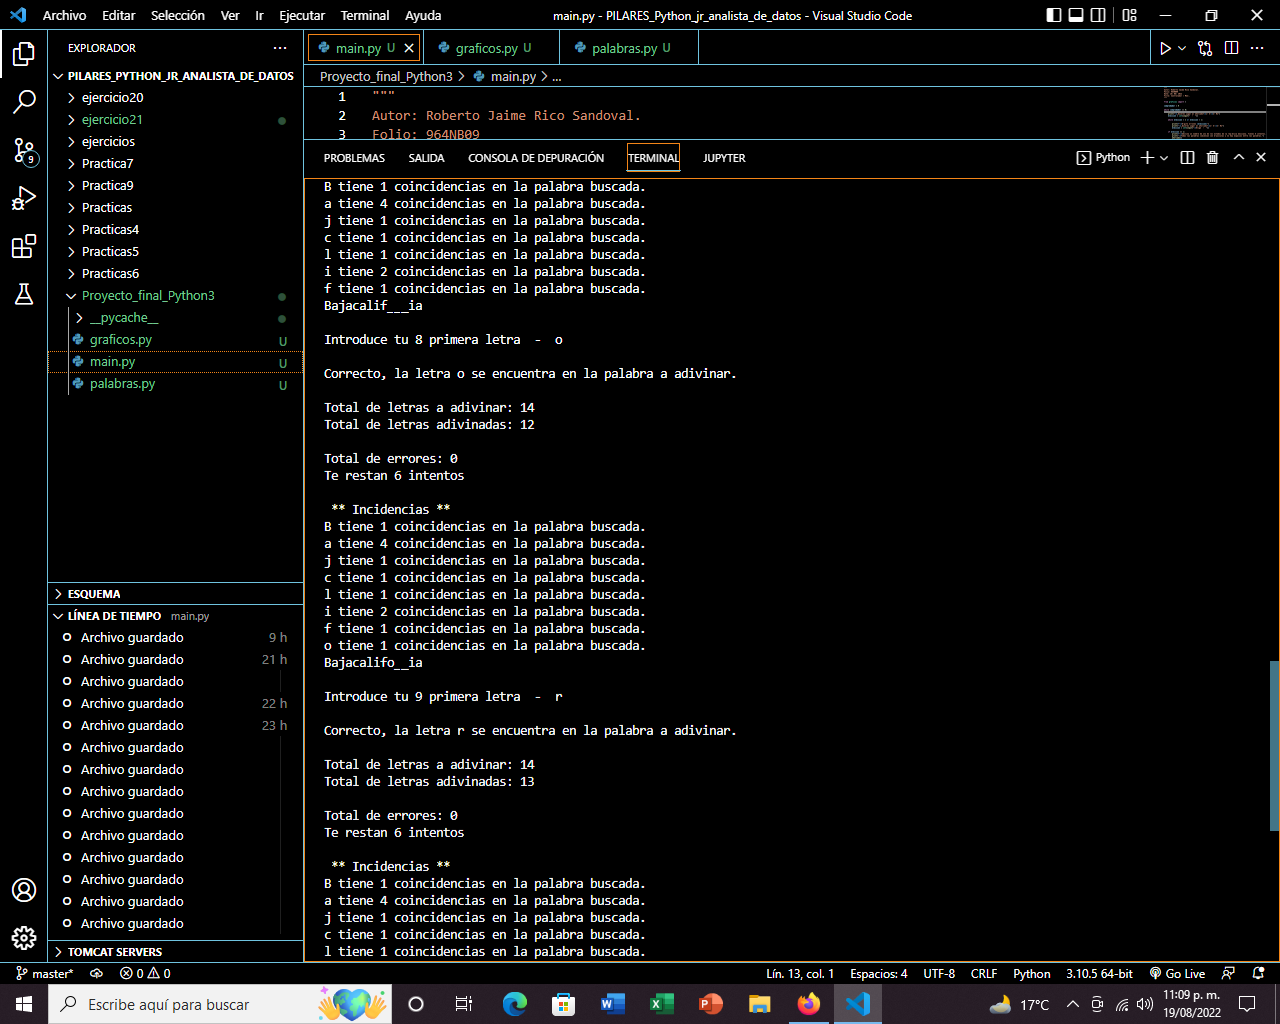 Archivo Editar Selección Ver Ir Ejecutar Terminal Ayuda
main.py - PILARES_Python_jr_analista_de_datos - Visual Studio Code
EXPLORADOR
PILARES_PYTHON_JR_ANALISTA_DE_DATOS
ejercicio20
ejercicio21
ejercicios
Practica7
Practica9
Practicas
Practicas4
Practicas5
Practicas6
Proyecto_final_Python3
__pycache__
graficos.py U
main.py U
palabras.py U
ESQUEMA
LÍNEA DE TIEMPO main.py
Archivo guardado 9 h
Archivo guardado 21 h
Archivo guardado
Archivo guardado 22 h
Archivo guardado 23 h
Archivo guardado
Archivo guardado
Archivo guardado
Archivo guardado
Archivo guardado
Archivo guardado
Archivo guardado
Archivo guardado
Archivo guardado
TOMCAT SERVERS
9
main.py U graficos.py U palabras.py U
Proyecto_final_Python3 > main.py > ...
1 """
2 Autor: Roberto Jaime Rico Sandoval.
3 Folio: 964NB09
PROBLEMAS SALIDA CONSOLA DE DEPURACIÓN TERMINAL JUPYTER
Python
B tiene 1 coincidencias en la palabra buscada.
a tiene 4 coincidencias en la palabra buscada.
j tiene 1 coincidencias en la palabra buscada.
c tiene 1 coincidencias en la palabra buscada.
l tiene 1 coincidencias en la palabra buscada.
i tiene 2 coincidencias en la palabra buscada.
f tiene 1 coincidencias en la palabra buscada.
Bajacalif___ia
Introduce tu 8 primera letra - o
Correcto, la letra o se encuentra en la palabra a adivinar.
Total de letras a adivinar: 14
Total de letras adivinadas: 12
Total de errores: 0
Te restan 6 intentos
** Incidencias **
B tiene 1 coincidencias en la palabra buscada.
a tiene 4 coincidencias en la palabra buscada.
j tiene 1 coincidencias en la palabra buscada.
c tiene 1 coincidencias en la palabra buscada.
l tiene 1 coincidencias en la palabra buscada.
i tiene 2 coincidencias en la palabra buscada.
f tiene 1 coincidencias en la palabra buscada.
o tiene 1 coincidencias en la palabra buscada.
Bajacalifo__ia
Introduce tu 9 primera letra - r
Correcto, la letra r se encuentra en la palabra a adivinar.
Total de letras a adivinar: 14
Total de letras adivinadas: 13
Total de errores: 0
Te restan 6 intentos
** Incidencias **
B tiene 1 coincidencias en la palabra buscada.
a tiene 4 coincidencias en la palabra buscada.
j tiene 1 coincidencias en la palabra buscada.
c tiene 1 coincidencias en la palabra buscada.
l tiene 1 coincidencias en la palabra buscada.
master* 0 0 Lín. 13, col. 1 Espacios: 4 UTF-8 CRLF Python 3.10.5 64-bit Go Live
Escribe aquí para buscar
17°C
11:09 p. m.
19/08/2022